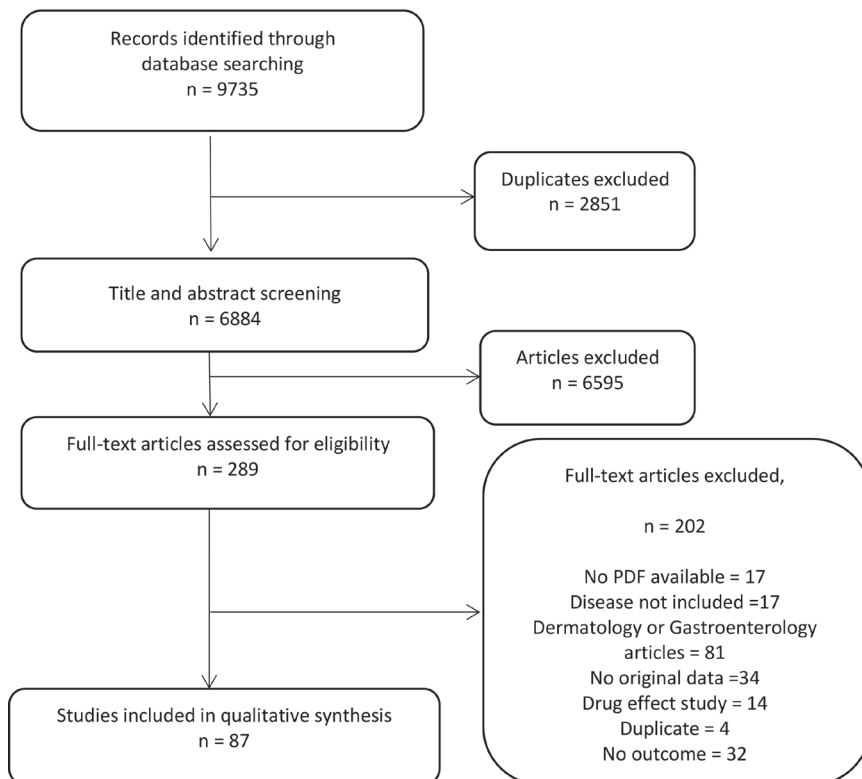 Records identified through
database searching
n = 9735
Duplicates excluded
n = 2851
Title and abstract screening
n = 6884
Articles excluded
n = 6595
Full-text articles assessed for eligibility
n = 289
Full-text articles excluded,
n = 202
No PDF available = 17
Disease not included =17
Dermatology or Gastroenterology
articles = 81
No original data =34
Drug effect study = 14
Duplicate = 4
No outcome = 32
Studies included in qualitative synthesis
n = 87